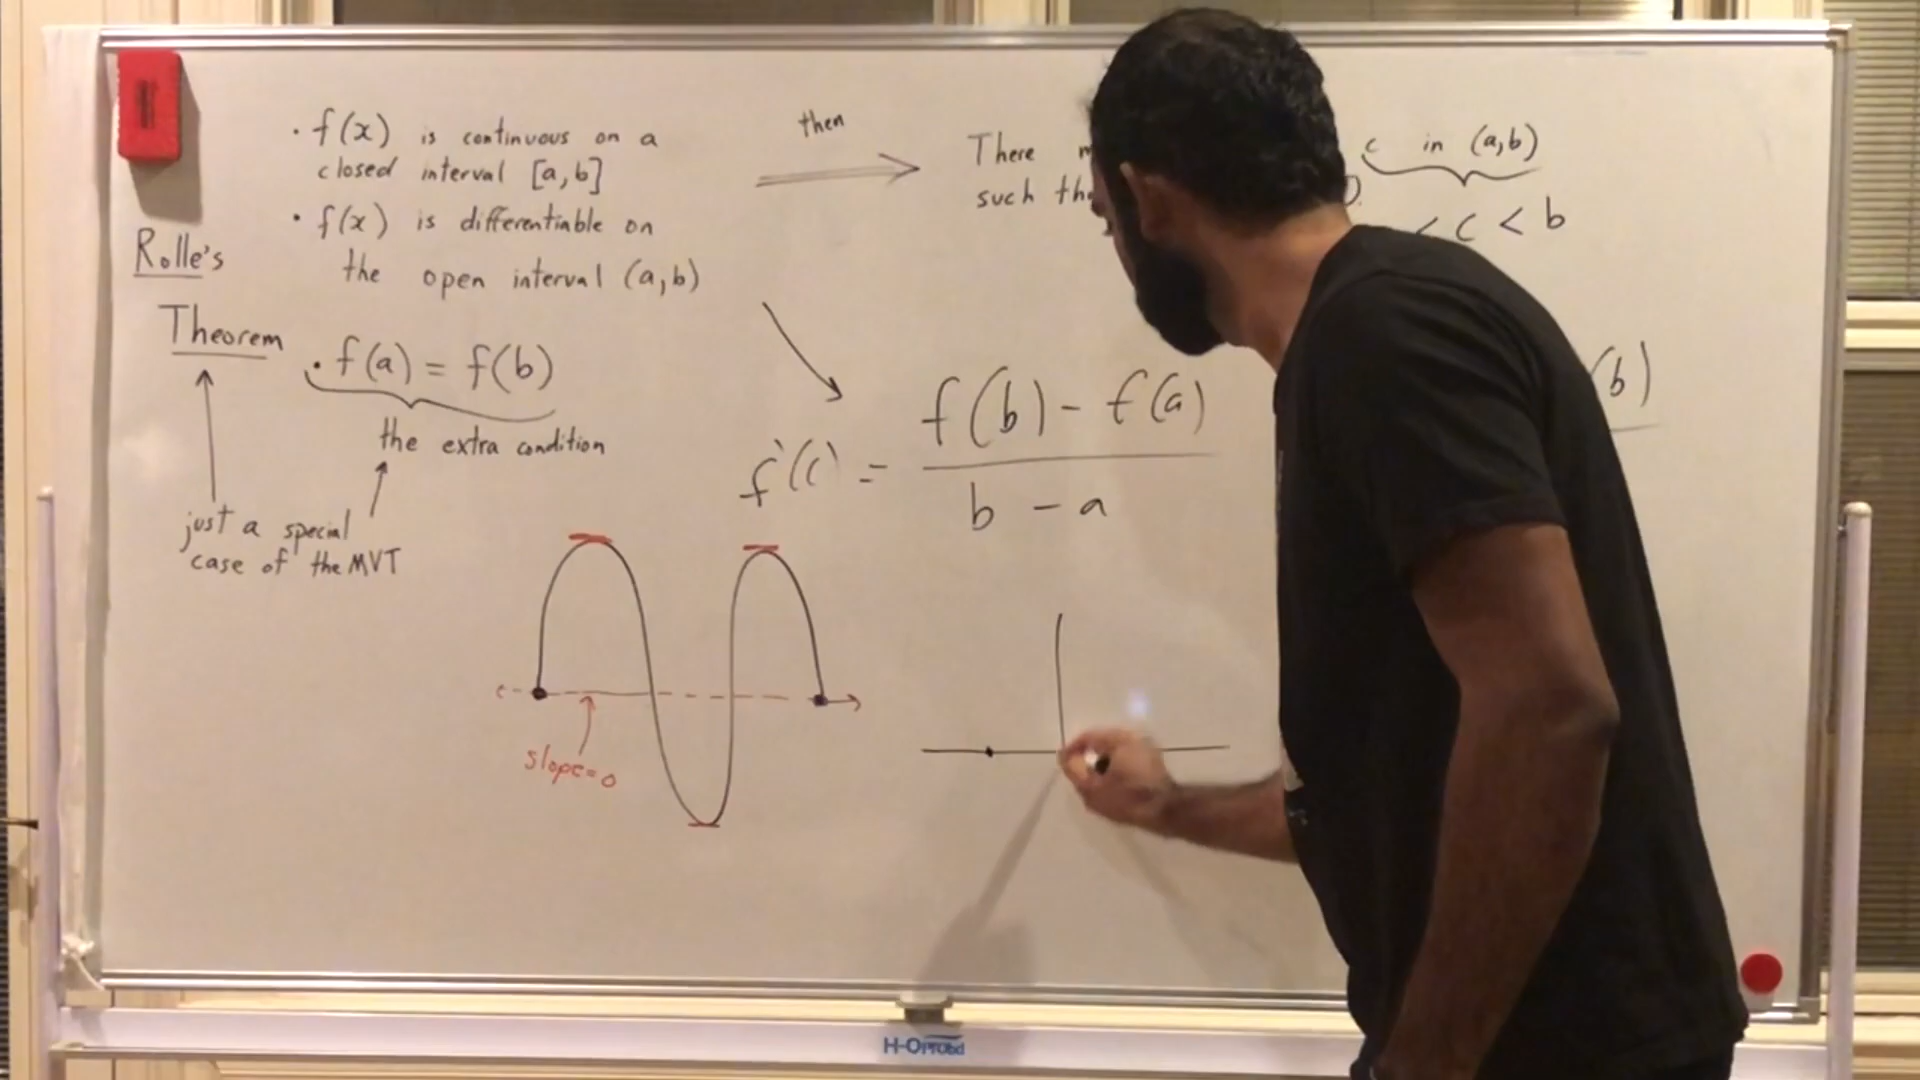 • f(x) is continuous on a
closed interval [a,b]
• f(x) is differentiable on
the open interval (a,b)
Rolle's
Theorem
• f(a) = f(b)
the extra condition
just a special
case of the MVT
then
There
such
c in (a,b)
< c < b
f'(c) = f(b) - f(a)
b - a
(b)
slope=0
H-Qprobd